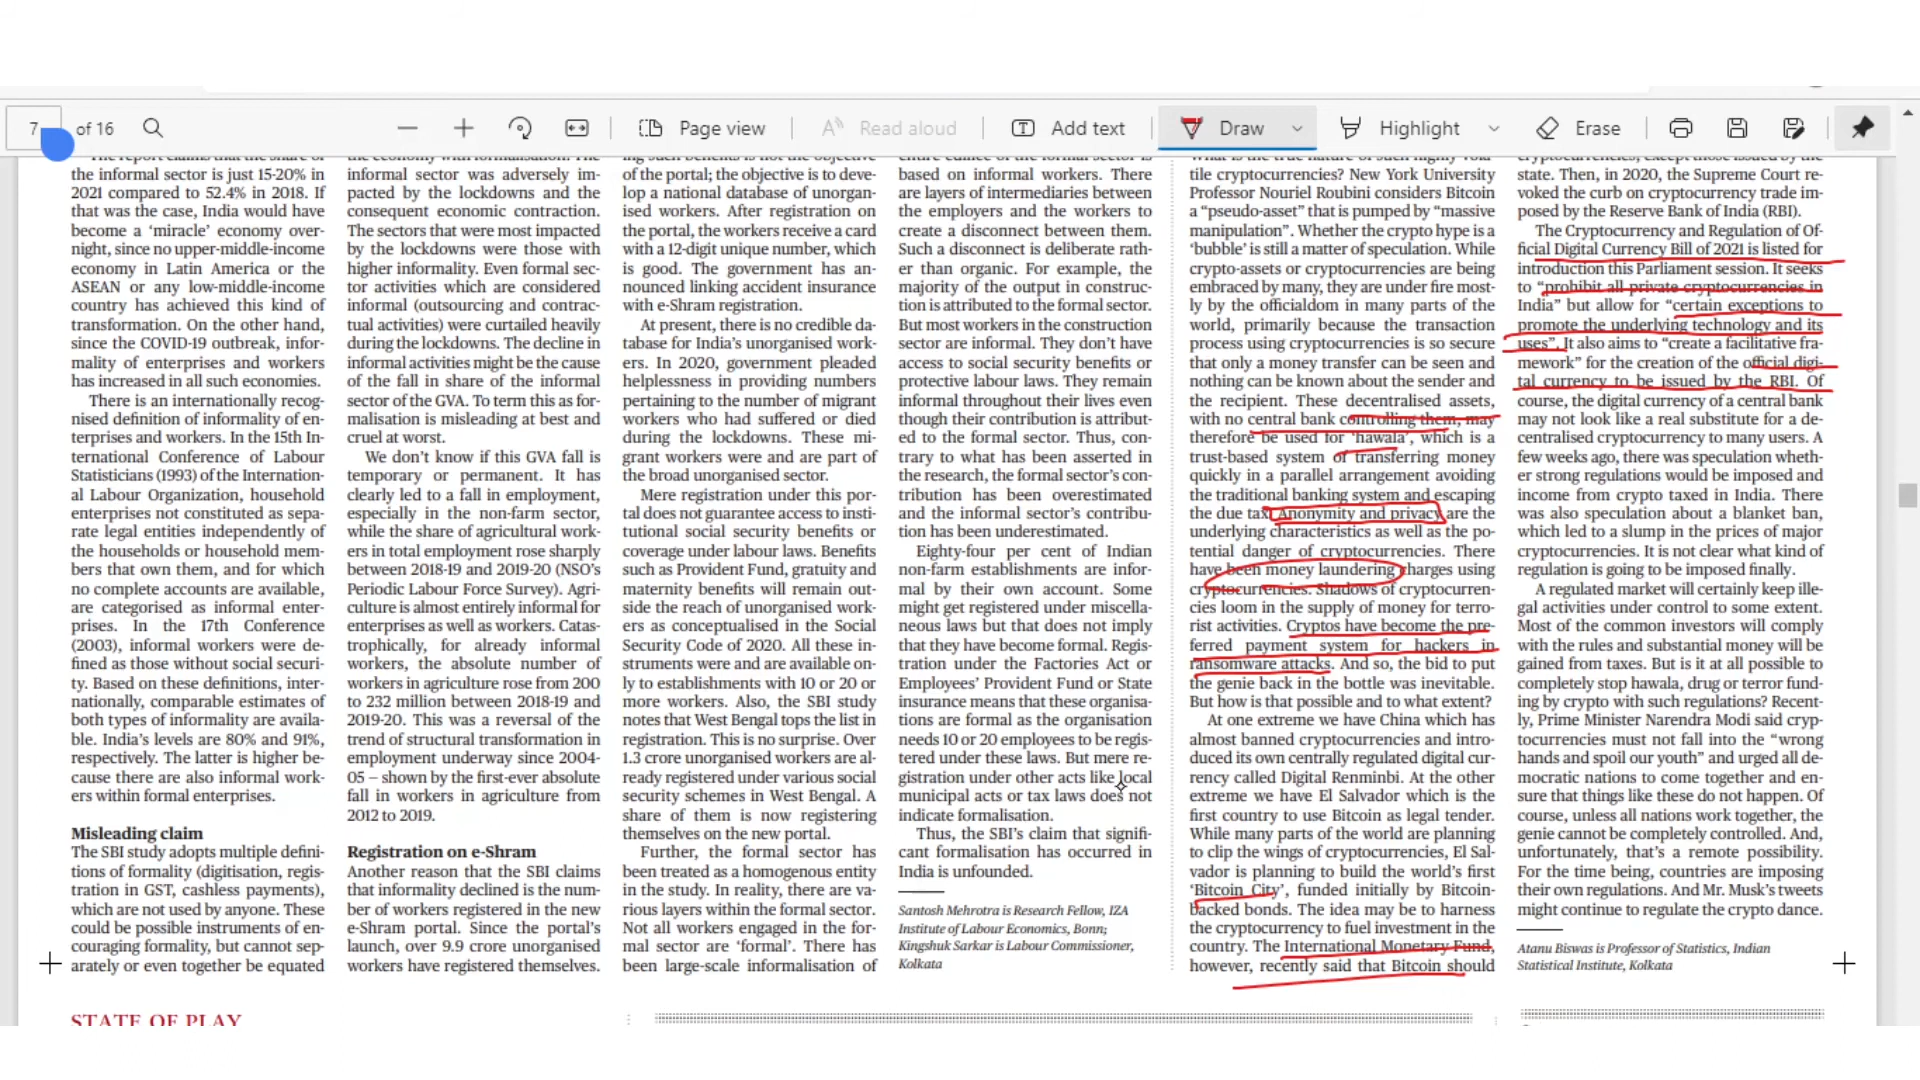 7 of 16
Page view
Read aloud
Add text
Draw
Highlight
Erase
The report claims that the share of
the informal sector is just 15-20% in
2021 compared to 52.4% in 2018. If
that was the case, India would have
become a ‘miracle’ economy over-
night, since no upper-middle-income
economy in Latin America or the
ASEAN or any low-middle-income
country has achieved this kind of
transformation. On the other hand,
since the COVID-19 outbreak, infor-
mality of enterprises and workers
has increased in all such economies.
There is an internationally recog-
nised definition of informality of en-
terprises and workers. In the 15th In-
ternational Conference of Labour
Statisticians (1993) of the Internation-
al Labour Organization, household
enterprises not constituted as sepa-
rate legal entities independently of
the households or household mem-
bers that own them, and for which
no complete accounts are available,
are categorised as informal enter-
prises. In the 17th Conference
(2003), informal workers were de-
fined as those without social securi-
ty. Based on these definitions, inter-
nationally, comparable estimates of
both types of informality are availa-
ble. India’s levels are 80% and 91%,
respectively. The latter is higher be-
cause there are also informal work-
ers within formal enterprises.
Misleading claim
The SBI study adopts multiple defini-
tions of formality (digitisation, regis-
tration in GST, cashless payments),
which are not used by anyone. These
could be possible instruments of en-
couraging formality, but cannot sep-
arately or even together be equated
the economy with formalisation. The
informal sector was adversely im-
pacted by the lockdowns and the
consequent economic contraction.
The sectors that were most impacted
by the lockdowns were those with
higher informality. Even formal sec-
tor activities which are considered
informal (outsourcing and contrac-
tual activities) were curtailed heavily
during the lockdowns. The decline in
informal activities might be the cause
of the fall in share of the informal
sector of the GVA. To term this as for-
malisation is misleading at best and
cruel at worst.
We don’t know if this GVA fall is
temporary or permanent. It has
clearly led to a fall in employment,
especially in the non-farm sector,
while the share of agricultural work-
ers in total employment rose sharply
between 2018-19 and 2019-20 (NSO’s
Periodic Labour Force Survey). Agri-
culture is almost entirely informal for
enterprises as well as workers. Catas-
trophically, for already informal
workers, the absolute number of
workers in agriculture rose from 200
to 232 million between 2018-19 and
2019-20. This was a reversal of the
trend of structural transformation in
employment underway since 2004-
05 – shown by the first-ever absolute
fall in workers in agriculture from
2012 to 2019.
Registration on e-Shram
Another reason that the SBI claims
that informality declined is the num-
ber of workers registered in the new
e-Shram portal. Since the portal’s
launch, over 9.9 crore unorganised
workers have registered themselves.
ing such benefits is not the objective
of the portal; the objective is to deve-
lop a national database of unorgan-
ised workers. After registration on
the portal, the workers receive a card
with a 12-digit unique number, which
is good. The government has an-
nounced linking accident insurance
with e-Shram registration.
At present, there is no credible da-
tabase for India’s unorganised work-
ers. In 2020, government pleaded
helplessness in providing numbers
pertaining to the number of migrant
workers who had suffered or died
during the lockdowns. These mi-
grant workers were and are part of
the broad unorganised sector.
Mere registration under this por-
tal does not guarantee access to insti-
tutional social security benefits or
coverage under labour laws. Benefits
such as Provident Fund, gratuity and
maternity benefits will remain out-
side the reach of unorganised work-
ers as conceptualised in the Social
Security Code of 2020. All these in-
struments were and are available on-
ly to establishments with 10 or 20 or
more workers. Also, the SBI study
notes that West Bengal tops the list in
registration. This is no surprise. Over
1.3 crore unorganised workers are al-
ready registered under various social
security schemes in West Bengal. A
share of them is now registering
themselves on the new portal.
Further, the formal sector has
been treated as a homogenous entity
in the study. In reality, there are va-
rious layers within the formal sector.
Not all workers engaged in the for-
mal sector are ‘formal’. There has
been large-scale informalisation of
entire edifice of the formal sector is
based on informal workers. There
are layers of intermediaries between
the employers and the workers to
create a disconnect between them.
Such a disconnect is deliberate rath-
er than organic. For example, the
majority of the output in construc-
tion is attributed to the formal sector.
But most workers in the construction
sector are informal. They don’t have
access to social security benefits or
protective labour laws. They remain
informal throughout their lives even
though their contribution is attribut-
ed to the formal sector. Thus, con-
trary to what has been asserted in
the research, the formal sector’s con-
tribution has been overestimated
and the informal sector’s contribu-
tion has been underestimated.
Eighty-four per cent of Indian
non-farm establishments are infor-
mal by their own account. Some
might get registered under miscella-
neous laws but that does not imply
that they have become formal. Regis-
tration under the Factories Act or
Employees’ Provident Fund or State
insurance means that these organisa-
tions are formal as the organisation
needs 10 or 20 employees to be regis-
tered under these laws. But mere re-
gistration under other acts like local
municipal acts or tax laws does not
indicate formalisation.
Thus, the SBI’s claim that signifi-
cant formalisation has occurred in
India is unfounded.
Santosh Mehrotra is Research Fellow, IZA
Institute of Labour Economics, Bonn;
Kingshuk Sarkar is Labour Commissioner,
Kolkata
What is the true nature of such highly vola-
tile cryptocurrencies? New York University
Professor Nouriel Roubini considers Bitcoin
a “pseudo-asset” that is pumped by “massive
manipulation”. Whether the crypto hype is a
‘bubble’ is still a matter of speculation. While
crypto-assets or cryptocurrencies are being
embraced by many, they are under fire most-
ly by the officialdom in many parts of the
world, primarily because the transaction
process using cryptocurrencies is so secure
that only a money transfer can be seen and
nothing can be known about the sender and
the recipient. These decentralised assets,
with no central bank controlling them, may
therefore be used for ‘hawala’, which is a
trust-based system of transferring money
quickly in a parallel arrangement avoiding
the traditional banking system and escaping
the due tax. Anonymity and privacy are the
underlying characteristics as well as the po-
tential danger of cryptocurrencies. There
have been money laundering charges using
cryptocurrencies. Shadows of cryptocurren-
cies loom in the supply of money for terro-
rist activities. Cryptos have become the pre-
ferred payment system for hackers in
ransomware attacks. And so, the bid to put
the genie back in the bottle was inevitable.
But how is that possible and to what extent?
At one extreme we have China which has
almost banned cryptocurrencies and intro-
duced its own centrally regulated digital cur-
rency called Digital Renminbi. At the other
extreme we have El Salvador which is the
first country to use Bitcoin as legal tender.
While many parts of the world are planning
to clip the wings of cryptocurrencies, El Sal-
vador is planning to build the world’s first
‘Bitcoin City’, funded initially by Bitcoin-
backed bonds. The idea may be to harness
the cryptocurrency to fuel investment in the
country. The International Monetary Fund,
however, recently said that Bitcoin should
cryptocurrencies, except those issued by the
state. Then, in 2020, the Supreme Court re-
voked the curb on cryptocurrency trade im-
posed by the Reserve Bank of India (RBI).
The Cryptocurrency and Regulation of Of-
ficial Digital Currency Bill of 2021 is listed for
introduction this Parliament session. It seeks
to “prohibit all private cryptocurrencies in
India” but allow for “certain exceptions to
promote the underlying technology and its
uses”. It also aims to “create a facilitative fra-
mework” for the creation of the official digi-
tal currency to be issued by the RBI. Of
course, the digital currency of a central bank
may not look like a real substitute for a de-
centralised cryptocurrency to many users. A
few weeks ago, there was speculation wheth-
er strong regulations would be imposed and
income from crypto taxed in India. There
was also speculation about a blanket ban,
which led to a slump in the prices of major
cryptocurrencies. It is not clear what kind of
regulation is going to be imposed finally.
A regulated market will certainly keep ille-
gal activities under control to some extent.
Most of the common investors will comply
with the rules and substantial money will be
gained from taxes. But is it at all possible to
completely stop hawala, drug or terror fund-
ing by crypto with such regulations? Recent-
ly, Prime Minister Narendra Modi said cryp-
tocurrencies must not fall into the “wrong
hands and spoil our youth” and urged all de-
mocratic nations to come together and en-
sure that things like these do not happen. Of
course, unless all nations work together, the
genie cannot be completely controlled. And,
unfortunately, that’s a remote possibility.
For the time being, countries are imposing
their own regulations. And Mr. Musk’s tweets
might continue to regulate the crypto dance.
Atanu Biswas is Professor of Statistics, Indian
Statistical Institute, Kolkata
STATE OF PLAY